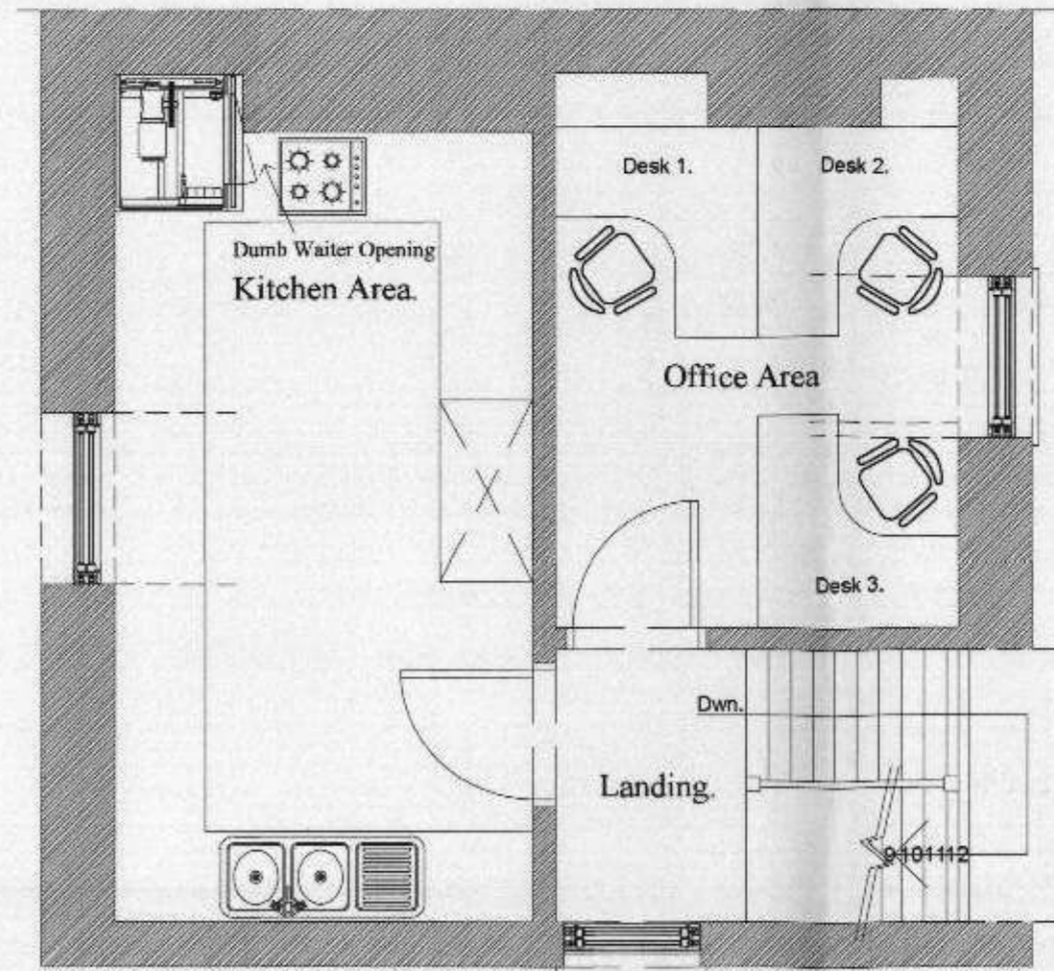 Desk 1.
Desk 2.
Dumb Waiter Opening
Kitchen Area.
Office Area
Desk 3.
Dwn.
Landing.
9101112